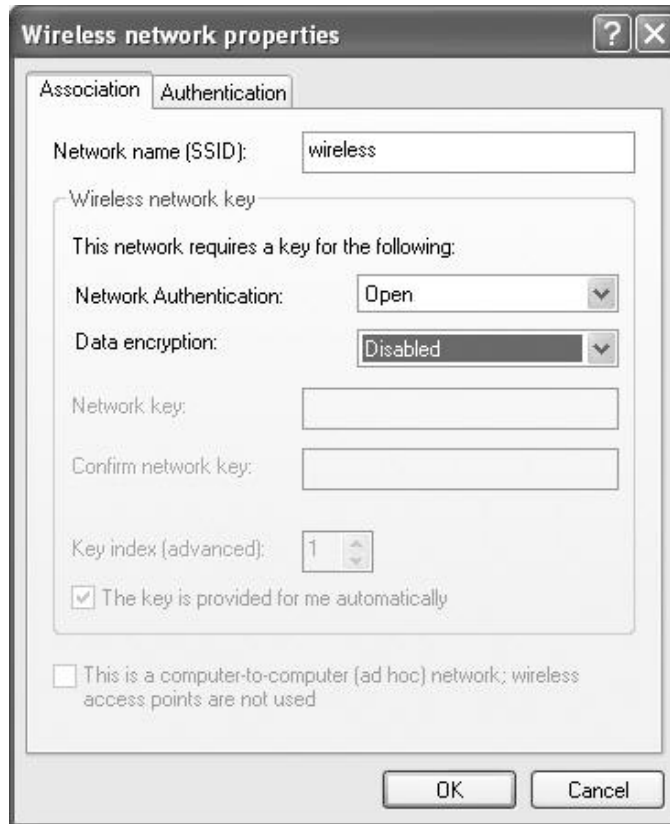 Wireless network properties
Association
Authentication
Network name (SSID):
wireless
Wireless network key
This network requires a key for the following:
Network Authentication:
Open
Data encryption:
Disabled
Network key:
Confirm network key:
Key index (advanced):
1
The key is provided for me automatically
This is a computer-to-computer (ad hoc) network; wireless
access points are not used
OK
Cancel